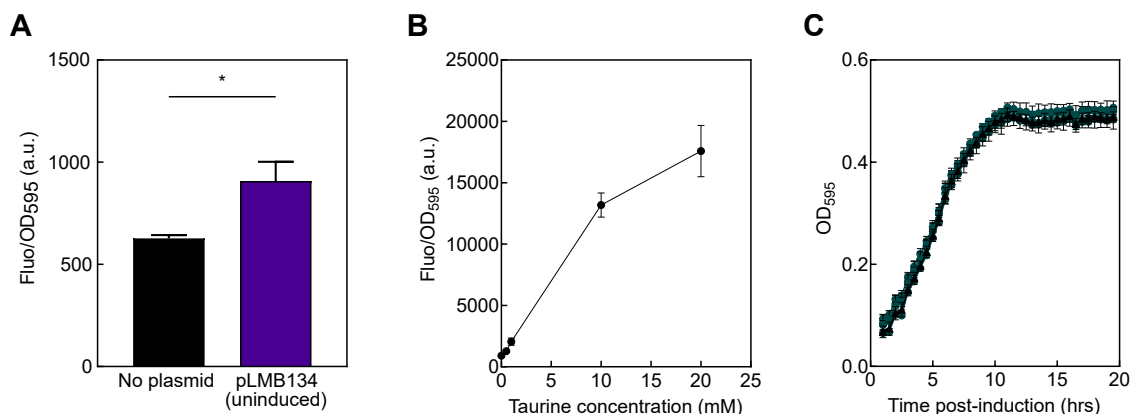 A
Fluo/OD595 (a.u.)
1500
1000
500
0
*
No plasmid
pLMB134
(uninduced)
B
Fluo/OD595 (a.u.)
25000
20000
15000
10000
5000
0
0 5 10 15 20 25
Taurine concentration (mM)
C
OD595
0.6
0.4
0.2
0.0
0 5 10 15 20
Time post-induction (hrs)